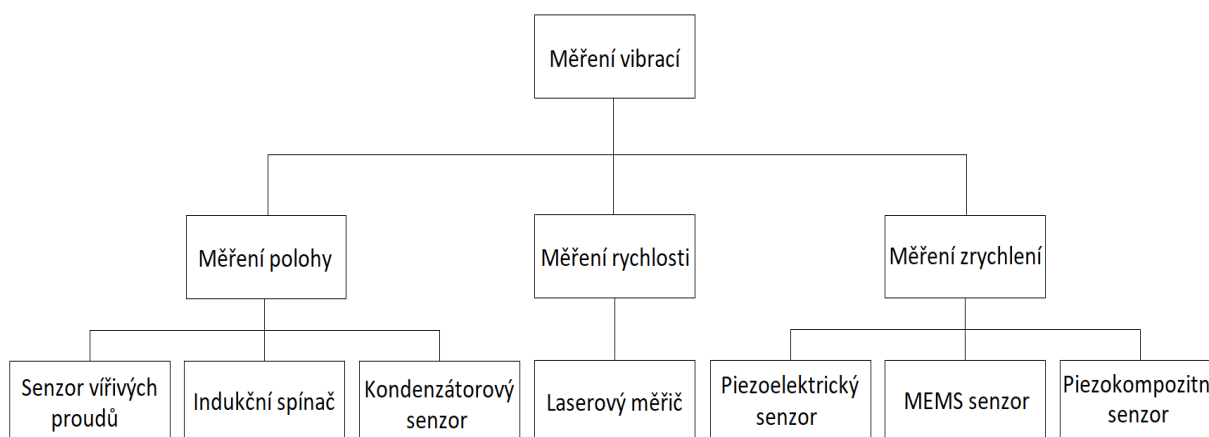 Měření vibrací
Měření polohy
Měření rychlosti
Měření zrychlení
Senzor vířivých
proudů
Indukční spínač
Kondenzátorový
senzor
Laserový měřič
Piezoelektrický
senzor
MEMS senzor
Piezokompozitn
senzor